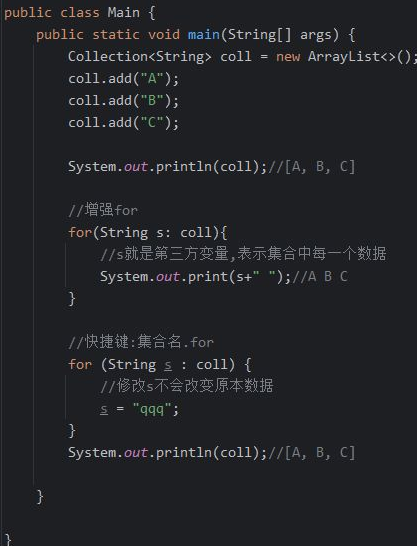 public class Main {
public static void main(String[] args) {
Collection<String> coll = new ArrayList<>();
coll.add("A");
coll.add("B");
coll.add("C");
System.out.println(coll);//[A, B, C]
//增强for
for(String s: coll){
//s就是第三方变量,表示集合中每一个数据
System.out.print(s+" ");//A B C
}
//快捷键:集合名.for
for (String s : coll) {
//修改s不会改变原本数据
s = "qqq";
}
System.out.println(coll);//[A, B, C]
}
}